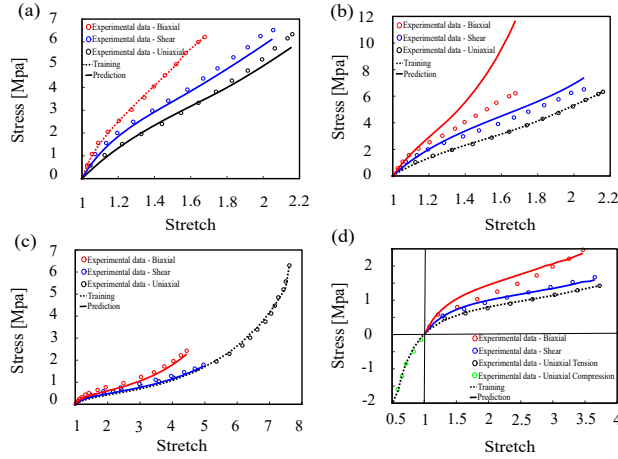 (a)
7
6
5
4
3
2
1
0
Stress [Mpa]
Experimental data - Biaxial
Experimental data - Shear
Experimental data - Uniaxial
Training
Prediction
1 1.2 1.4 1.6 1.8 2 2.2
Stretch
(b)
12
10
8
6
4
2
0
Stress [Mpa]
Experimental data - Biaxial
Experimental data - Shear
Experimental data - Uniaxial
Training
Prediction
1 1.2 1.4 1.6 1.8 2 2.2
Stretch
(c)
7
6
5
4
3
2
1
0
Stress [Mpa]
Experimental data - Biaxial
Experimental data - Shear
Experimental data - Uniaxial
Training
Prediction
1 2 3 4 5 6 7 8
Stretch
(d)
2
1
0
-1
-2
Stress [Mpa]
Experimental data - Biaxial
Experimental data - Shear
Experimental data - Uniaxial Tension
Experimental data - Uniaxial Compression
Training
Prediction
0.5 1 1.5 2 2.5 3 3.5 4
Stretch